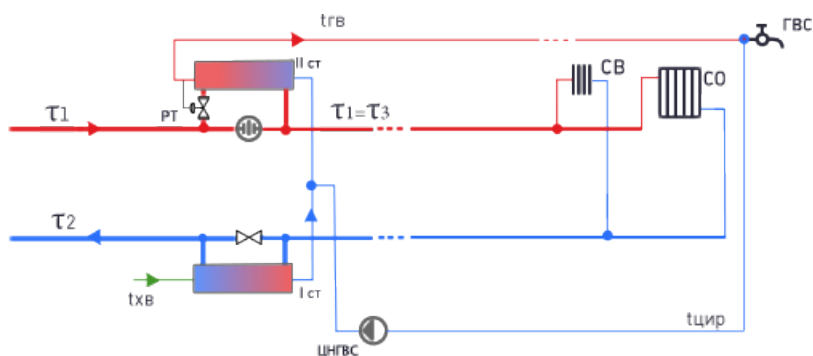 tгв
ГВС
II ст
СВ
СО
τ1
РТ
τ1=τ3
τ2
tхв
I ст
tцир
ЦНГВС